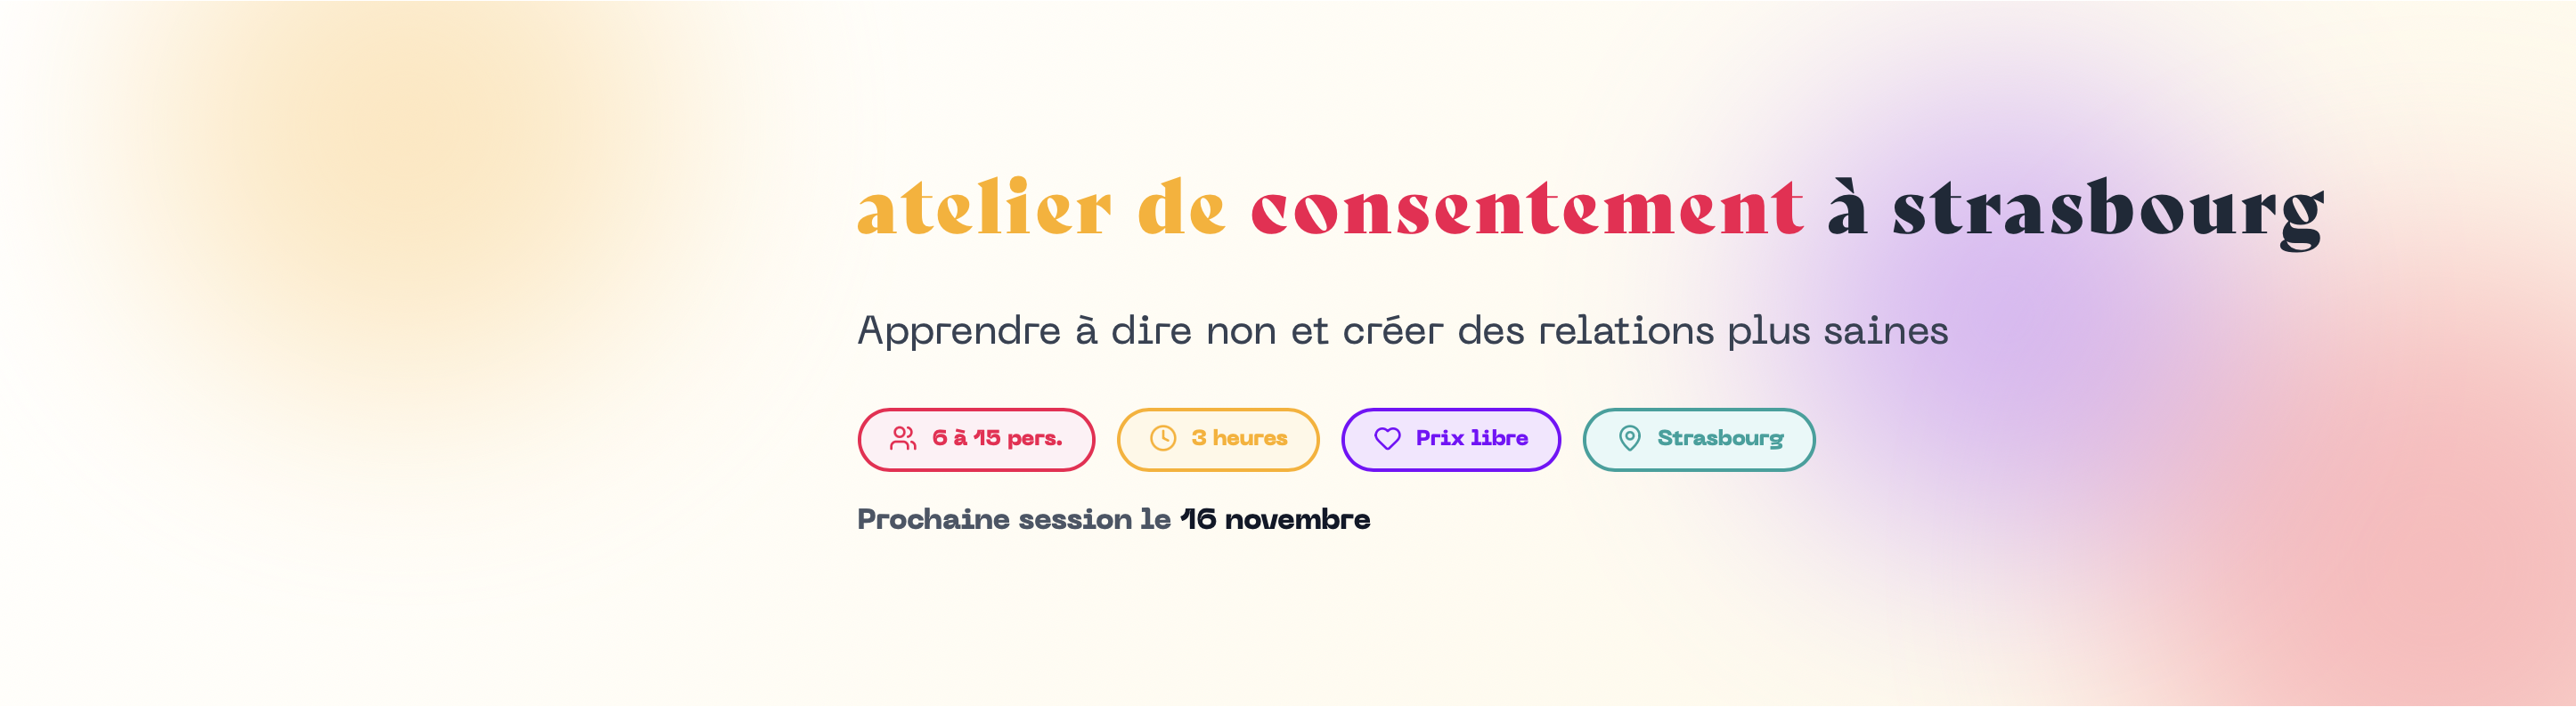 atelier de consentement à strasbourg
Apprendre à dire non et créer des relations plus saines
6 à 15 pers.
3 heures
Prix libre
Strasbourg
Prochaine session le 16 novembre